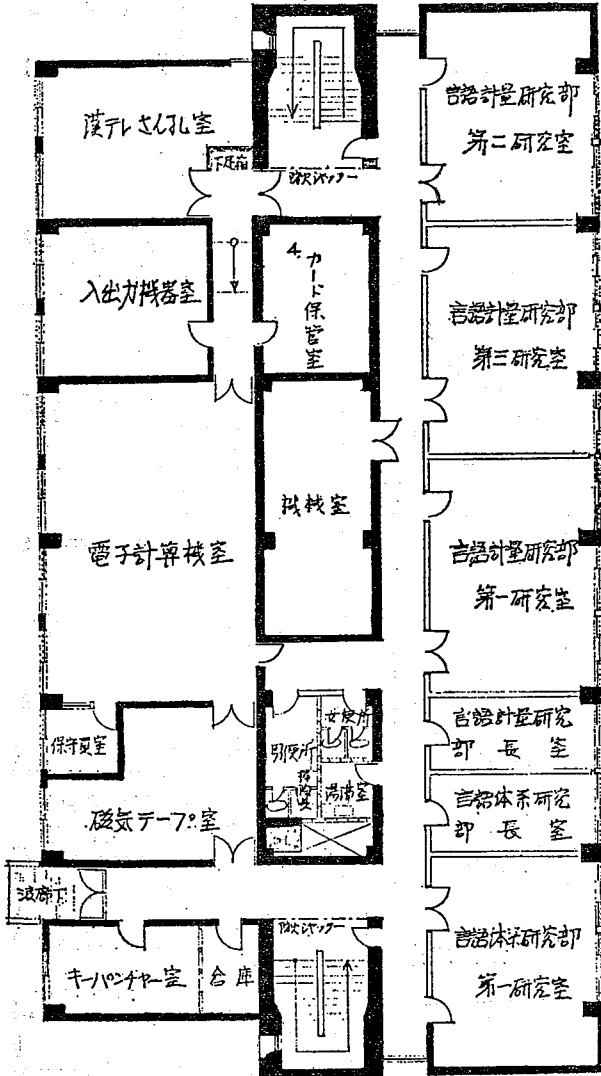 漢テレさん孔室
下足箱
防火シャッター
言語計量研究部
第二研究室
入出力機器室
4.
カード保管室
言語計量研究部
第三研究室
機械室
電子計算機室
言語計量研究部
第一研究室
保守員室
女便所
男便所
湯沸室
言語計量研究
部長室
磁気テープ室
言語体系研究
部長室
渡廊下
防火シャッター
キーパンチャー室
倉庫
言語体系研究部
第一研究室